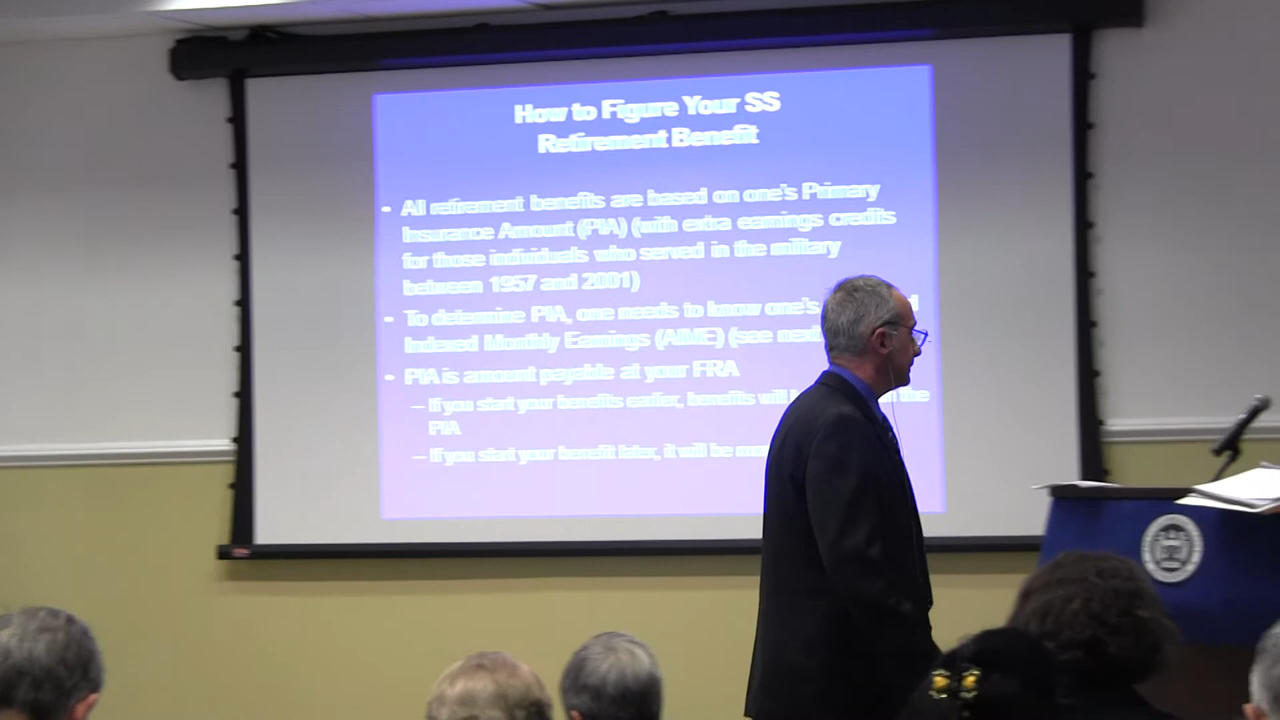 How to Figure Your SS
Retirement Benefit
• All retirement benefits are based on one's Primary
Insurance Amount (PIA) (with extra earnings credits
for those individuals who served in the military
between 1957 and 2001)
• To determine PIA, one needs to know one's
Indexed Monthly Earnings (AIME) (see
• PIA is amount payable at your FRA
– If you start your benefits earlier, benefits will the
PIA
– If you start your benefit later, it will be